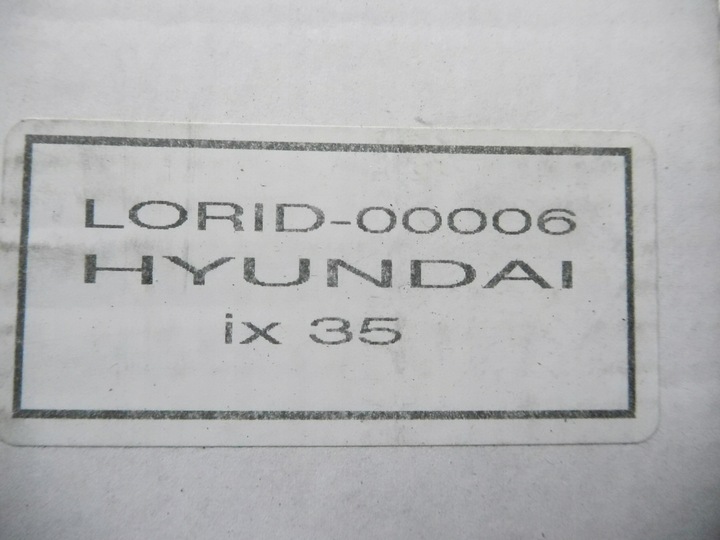 LORID-00006
HYUNDAI
ix 35